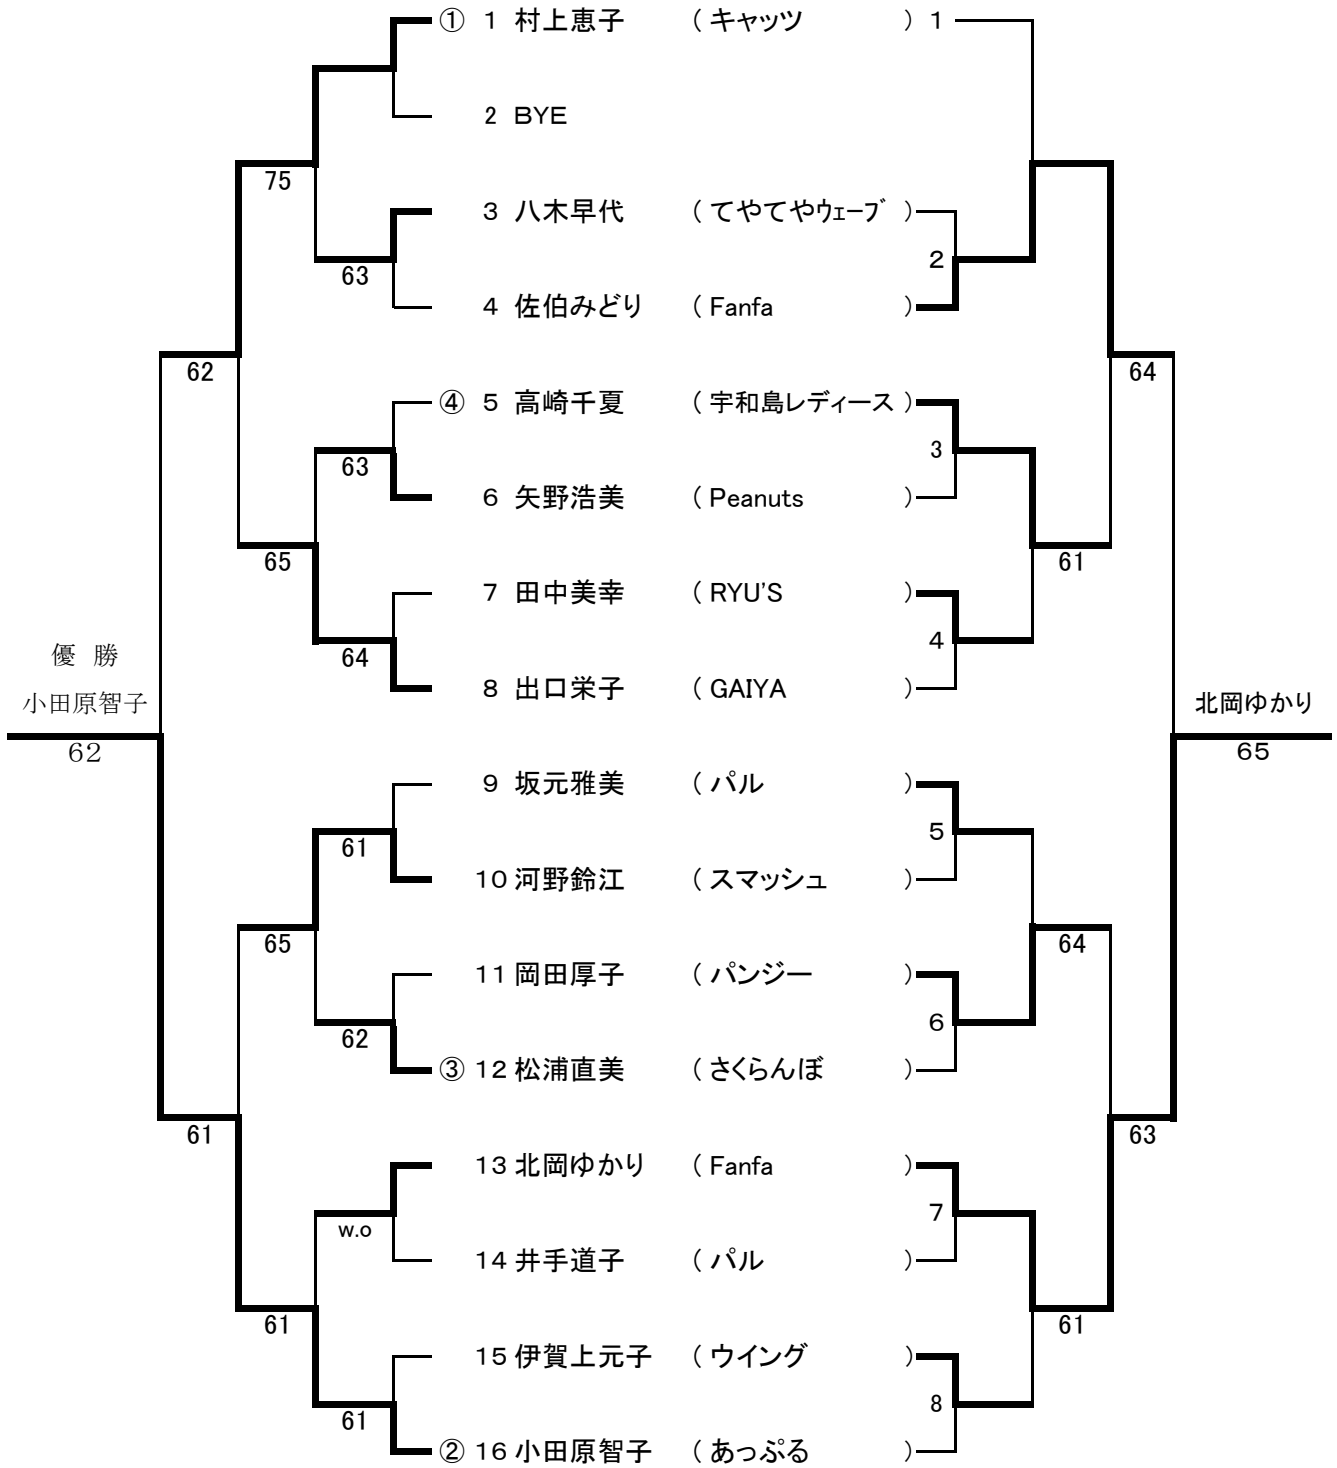 ① 1 村上恵子 ( キャッツ ) 1
2 BYE
75
3 八木早代 ( てやてやウェーブ )
63
2
4 佐伯みどり ( Fanfa )
62
64
④ 5 高崎千夏 ( 宇和島レディース )
63
3
6 矢野浩美 ( Peanuts )
65
61
7 田中美幸 ( RYU'S )
64
4
8 出口栄子 ( GAIYA )
優 勝
小田原智子
62
北岡ゆかり
65
9 坂元雅美 ( パル )
61
5
10 河野鈴江 ( スマッシュ )
65
64
11 岡田厚子 ( パンジー )
62
6
③ 12 松浦直美 ( さくらんぼ )
61
63
13 北岡ゆかり ( Fanfa )
w.o
7
14 井手道子 ( パル )
61
61
15 伊賀上元子 ( ウイング )
61
8
② 16 小田原智子 ( あっぷる )